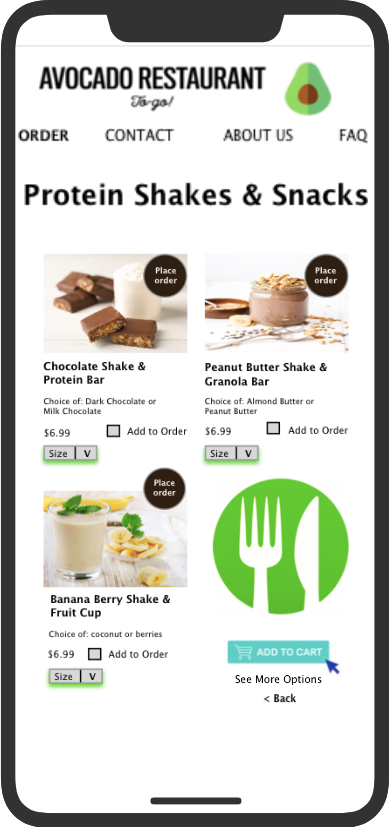 AVOCADO RESTAURANT
To-go!
ORDER CONTACT ABOUT US FAQ
Protein Shakes & Snacks
Place
order
Chocolate Shake &
Protein Bar
Choice of: Dark Chocolate or
Milk Chocolate
$6.99 Add to Order
Size V
Place
order
Peanut Butter Shake &
Granola Bar
Choice of: Almond Butter or
Peanut Butter
$6.99 Add to Order
Size V
Place
order
Banana Berry Shake &
Fruit Cup
Choice of: coconut or berries
$6.99 Add to Order
Size V
ADD TO CART
See More Options
< Back